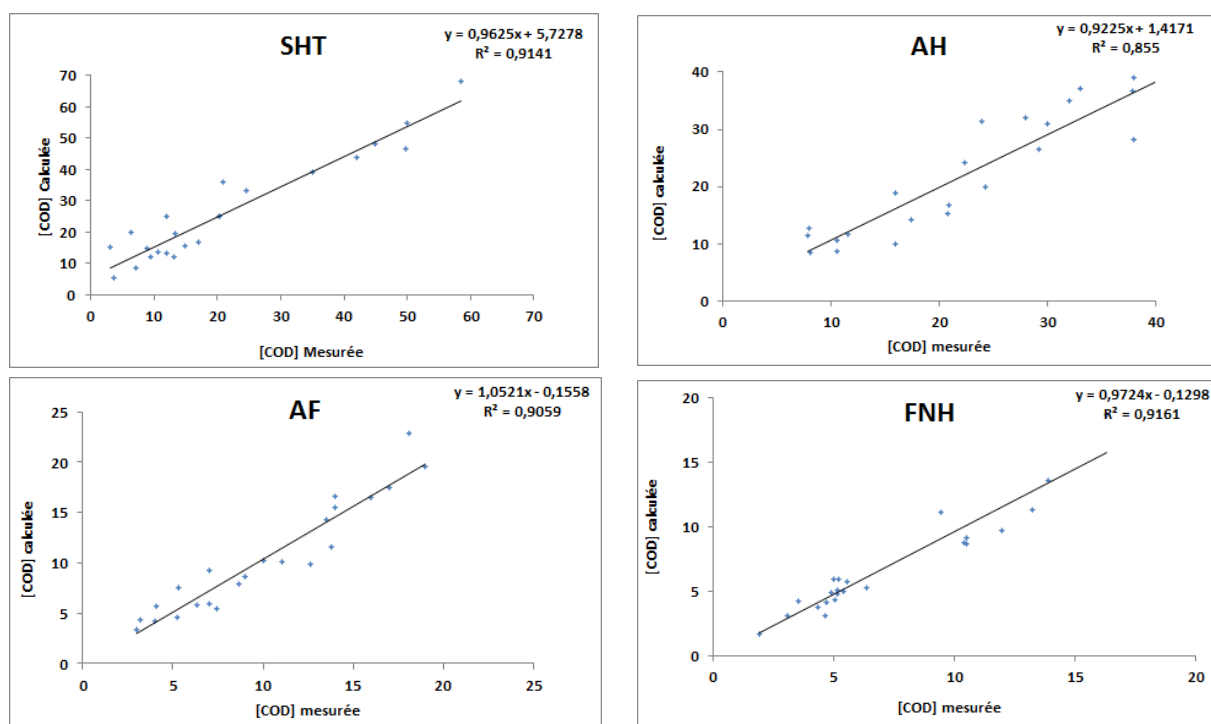 SHT
y = 0,9625x + 5,7278
R² = 0,9141
70
60
50
40
30
20
10
0
[COD] Calculée
0 10 20 30 40 50 60 70
[COD] Mesurée
AH
y = 0,9225x + 1,4171
R² = 0,855
40
30
20
10
0
[COD] calculée
0 10 20 30 40
[COD] mesurée
AF
y = 1,0521x - 0,1558
R² = 0,9059
25
20
15
10
5
0
[COD] calculée
0 5 10 15 20 25
[COD] mesurée
FNH
y = 0,9724x - 0,1298
R² = 0,9161
20
15
10
5
0
[COD] calculée
0 5 10 15 20
[COD] mesurée